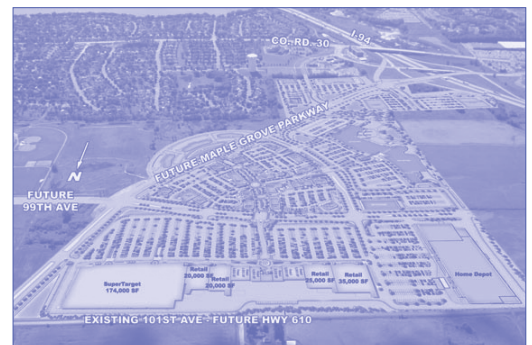 I-94
CO. RD. 30
FUTURE MAPLE GROVE PARKWAY
N
FUTURE
99TH AVE
SuperTarget
174,000 SF
Retail
20,000 SF
Retail
20,000 SF
Retail
25,000 SF
Retail
35,000 SF
Home Depot
EXISTING 101ST AVE - FUTURE HWY 610